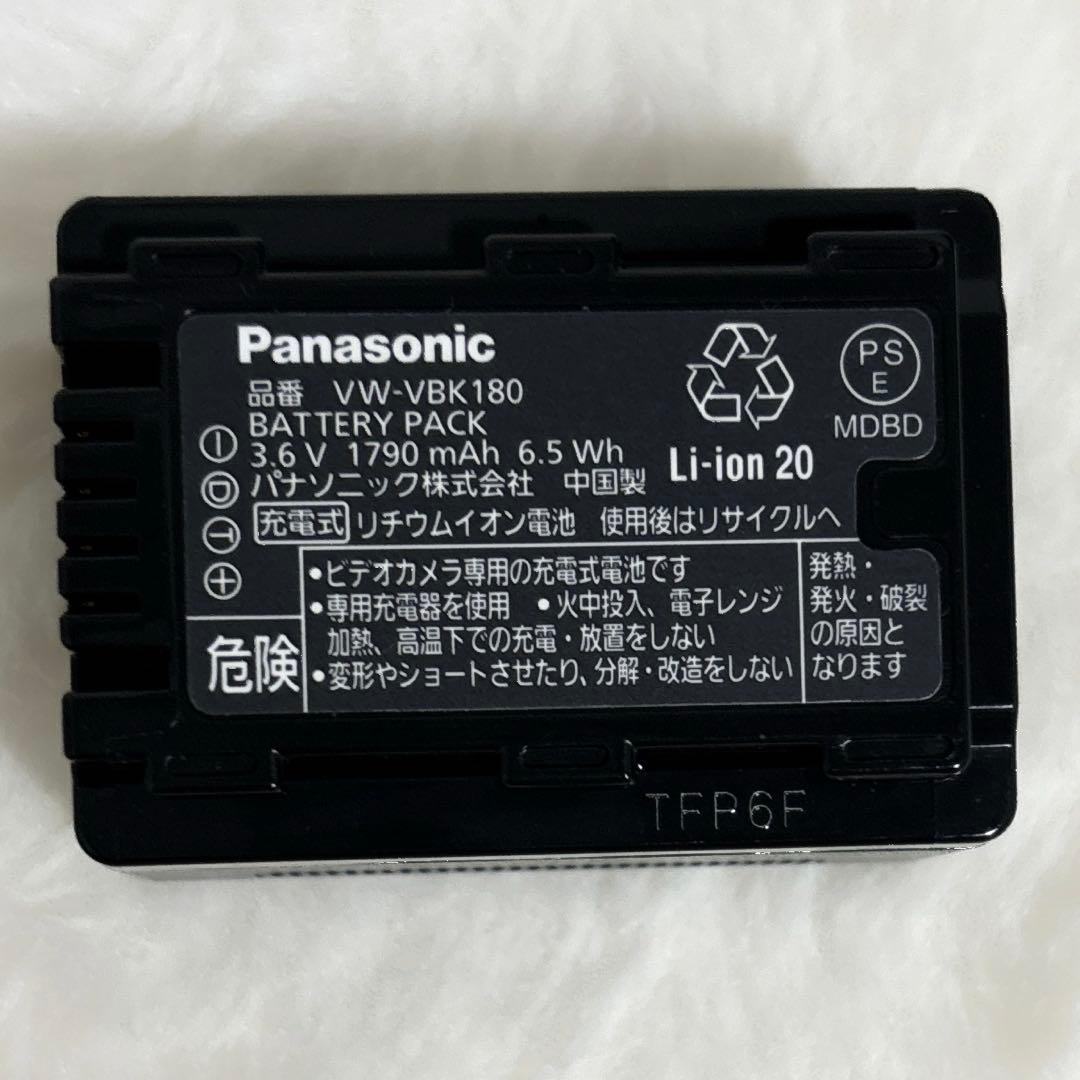 Panasonic
品番 VW-VBK180
BATTERY PACK
3.6 V 1790 mAh 6.5 Wh
パナソニック株式会社 中国製
充電式 リチウムイオン電池 使用後はリサイクルへ
Li-ion 20
PS
E
MDBD
−
D
T
+
危険
•ビデオカメラ専用の充電式電池です
•専用充電器を使用 •火中投入、電子レンジ
加熱、高温下での充電・放置をしない
•変形やショートさせたり、分解・改造をしない
発熱・
発火・破裂
の原因と
なります
TFP6F